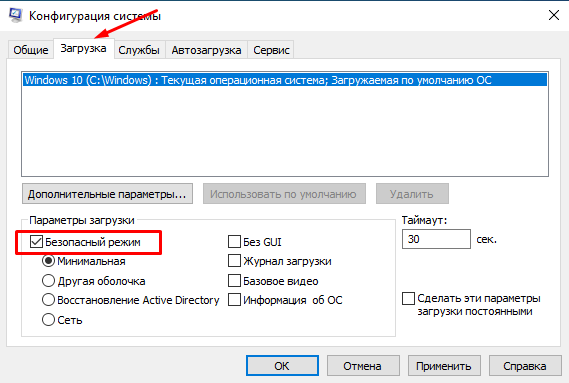 Конфигурация системы
Общие Загрузка Службы Автозагрузка Сервис
Windows 10 (C:\Windows) : Текущая операционная система; Загружаемая по умолчанию ОС
Дополнительные параметры... Использовать по умолчанию Удалить
Параметры загрузки Таймаут:
Безопасный режим Без GUI 30 сек.
Минимальная Журнал загрузки
Другая оболочка Базовое видео
Восстановление Active Directory Информация об ОС Сделать эти параметры
загрузки постоянными
Сеть
ОК Отмена Применить Справка